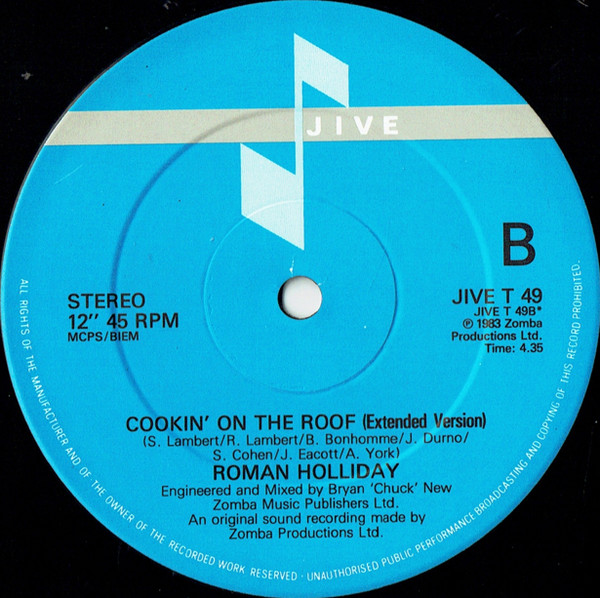 JIVE
B
STEREO
12'' 45 RPM
MCPS/BIEM
JIVE T 49
JIVE T 49B*
℗ 1983 Zomba
Productions Ltd.
Time: 4.35
COOKIN' ON THE ROOF (Extended Version)
(S. Lambert/R. Lambert/B. Bonhomme/J. Durno/
S. Cohen/J. Eacott/A. York)
ROMAN HOLLIDAY
Engineered and Mixed by Bryan 'Chuck' New
Zomba Music Publishers Ltd.
An original sound recording made by
Zomba Productions Ltd.
ALL RIGHTS OF THE MANUFACTURER AND OF THE OWNER OF THE RECORDED WORK RESERVED · UNAUTHORISED PUBLIC PERFORMANCE BROADCASTING AND COPYING OF THIS RECORD PROHIBITED.